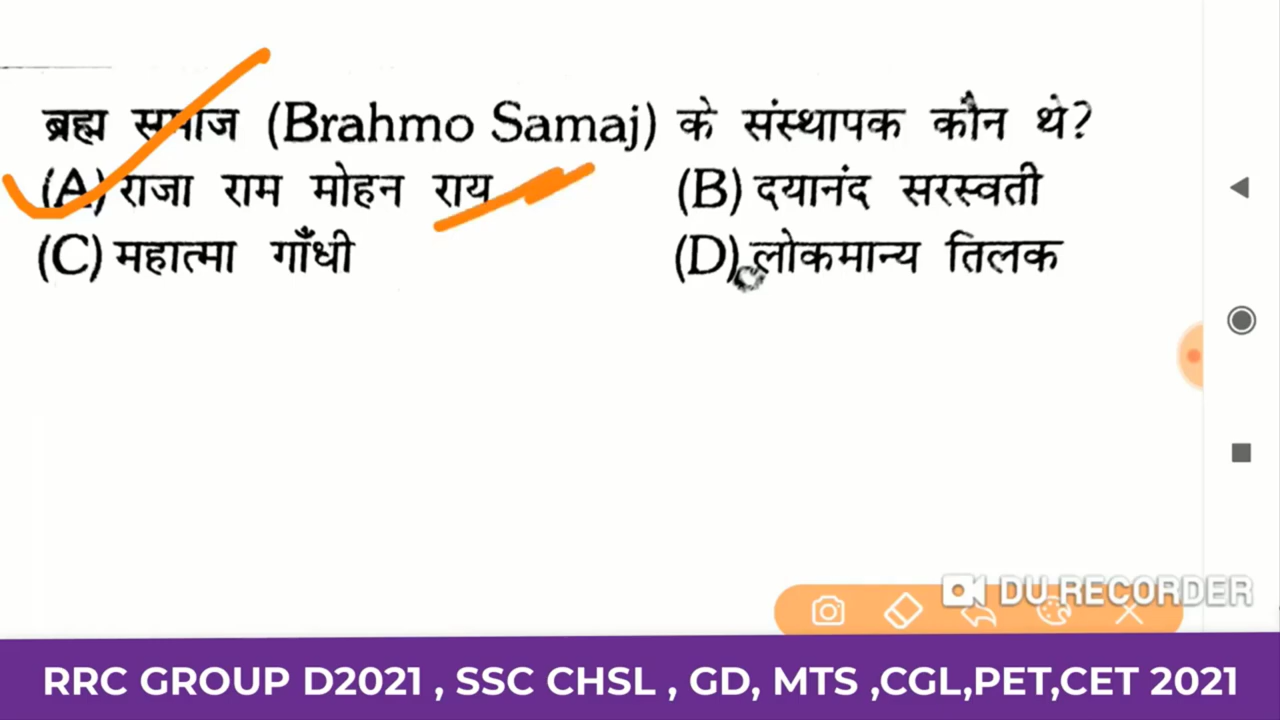 ब्रह्म समाज (Brahmo Samaj) के संस्थापक कौन थे?
(A) राजा राम मोहन राय (B) दयानंद सरस्वती
(C) महात्मा गाँधी (D) लोकमान्य तिलक
DU RECORDER
RRC GROUP D2021 , SSC CHSL , GD, MTS ,CGL,PET,CET 2021